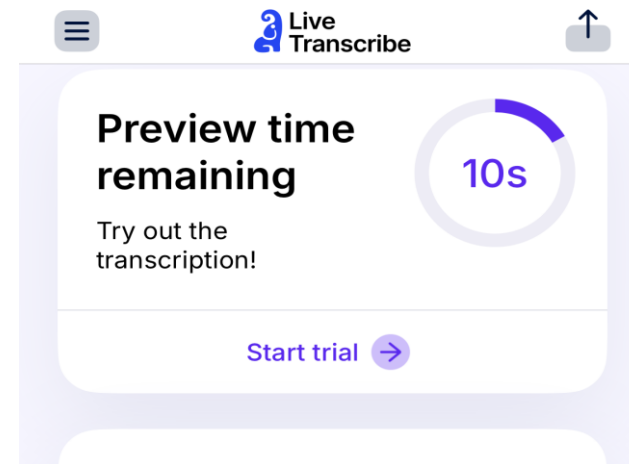 Live
Transcribe
Preview time
remaining
10s
Try out the
transcription!
Start trial